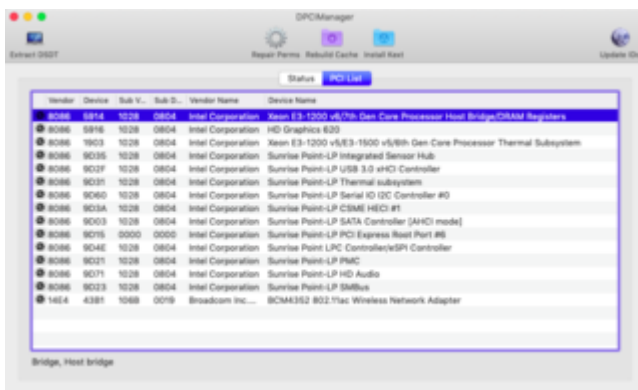 DPCIManager
Extract DSDT Repair Perms Rebuild Cache Install Kext Update IDs
Status PCI List
Vendor Device Sub V... Sub D... Vendor Name Device Name
8086 5914 1028 0804 Intel Corporation Xeon E3-1200 v6/7th Gen Core Processor Host Bridge/DRAM Registers
8086 5916 1028 0804 Intel Corporation HD Graphics 620
8086 1903 1028 0804 Intel Corporation Xeon E3-1200 v5/E3-1500 v5/6th Gen Core Processor Thermal Subsystem
8086 9D35 1028 0804 Intel Corporation Sunrise Point-LP Integrated Sensor Hub
8086 9D2F 1028 0804 Intel Corporation Sunrise Point-LP USB 3.0 xHCI Controller
8086 9D31 1028 0804 Intel Corporation Sunrise Point-LP Thermal subsystem
8086 9D60 1028 0804 Intel Corporation Sunrise Point-LP Serial IO I2C Controller #0
8086 9D3A 1028 0804 Intel Corporation Sunrise Point-LP CSME HECI #1
8086 9D03 1028 0804 Intel Corporation Sunrise Point-LP SATA Controller [AHCI mode]
8086 9D15 0000 0000 Intel Corporation Sunrise Point-LP PCI Express Root Port #6
8086 9D4E 1028 0804 Intel Corporation Sunrise Point LPC Controller/eSPI Controller
8086 9D21 1028 0804 Intel Corporation Sunrise Point-LP PMC
8086 9D71 1028 0804 Intel Corporation Sunrise Point-LP HD Audio
8086 9D23 1028 0804 Intel Corporation Sunrise Point-LP SMBus
14E4 43B1 106B 0019 Broadcom Inc.... BCM4352 802.11ac Wireless Network Adapter
Bridge, Host bridge